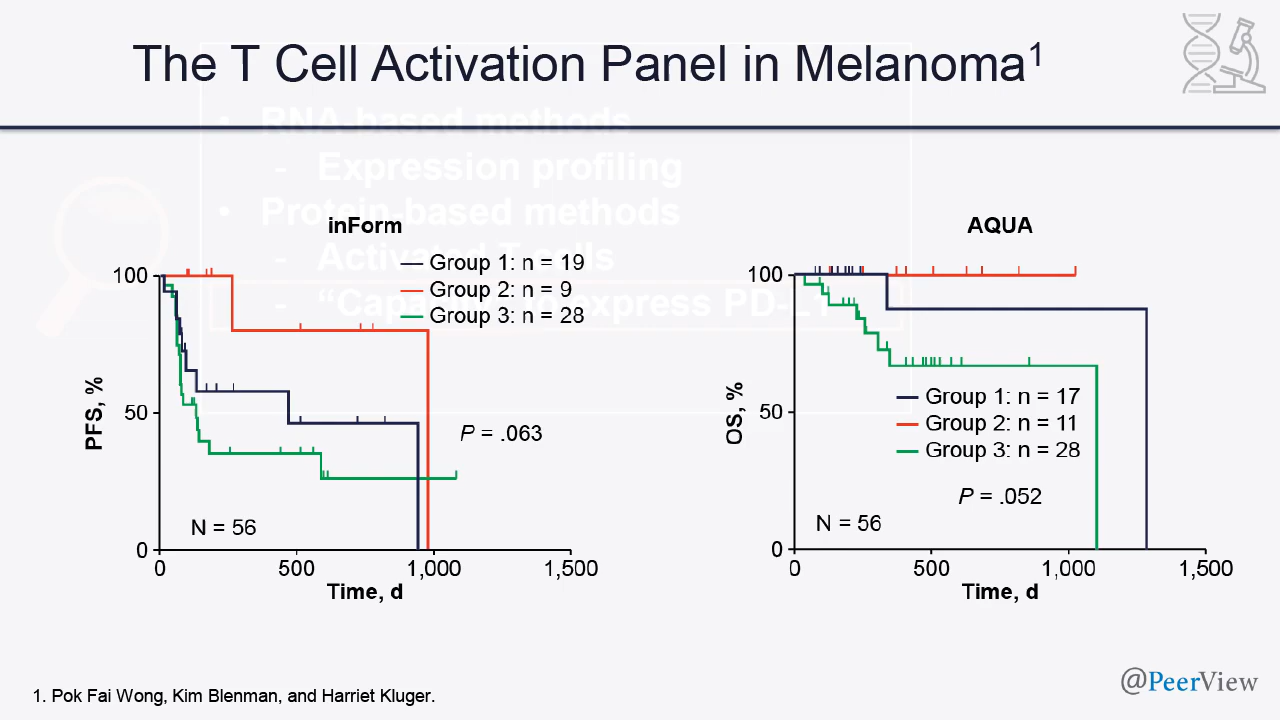 The T Cell Activation Panel in Melanoma1
• RNA-based methods
- Expression profiling
• Protein-based methods
- Activated T cells
- “Capacity to express PD-L1”
inForm
Group 1: n = 19
Group 2: n = 9
Group 3: n = 28
100
50
0
PFS, %
P = .063
N = 56
0
500
1,000
1,500
Time, d
AQUA
100
50
0
OS, %
Group 1: n = 17
Group 2: n = 11
Group 3: n = 28
P = .052
N = 56
0
500
1,000
1,500
Time, d
1. Pok Fai Wong, Kim Blenman, and Harriet Kluger.
@PeerView